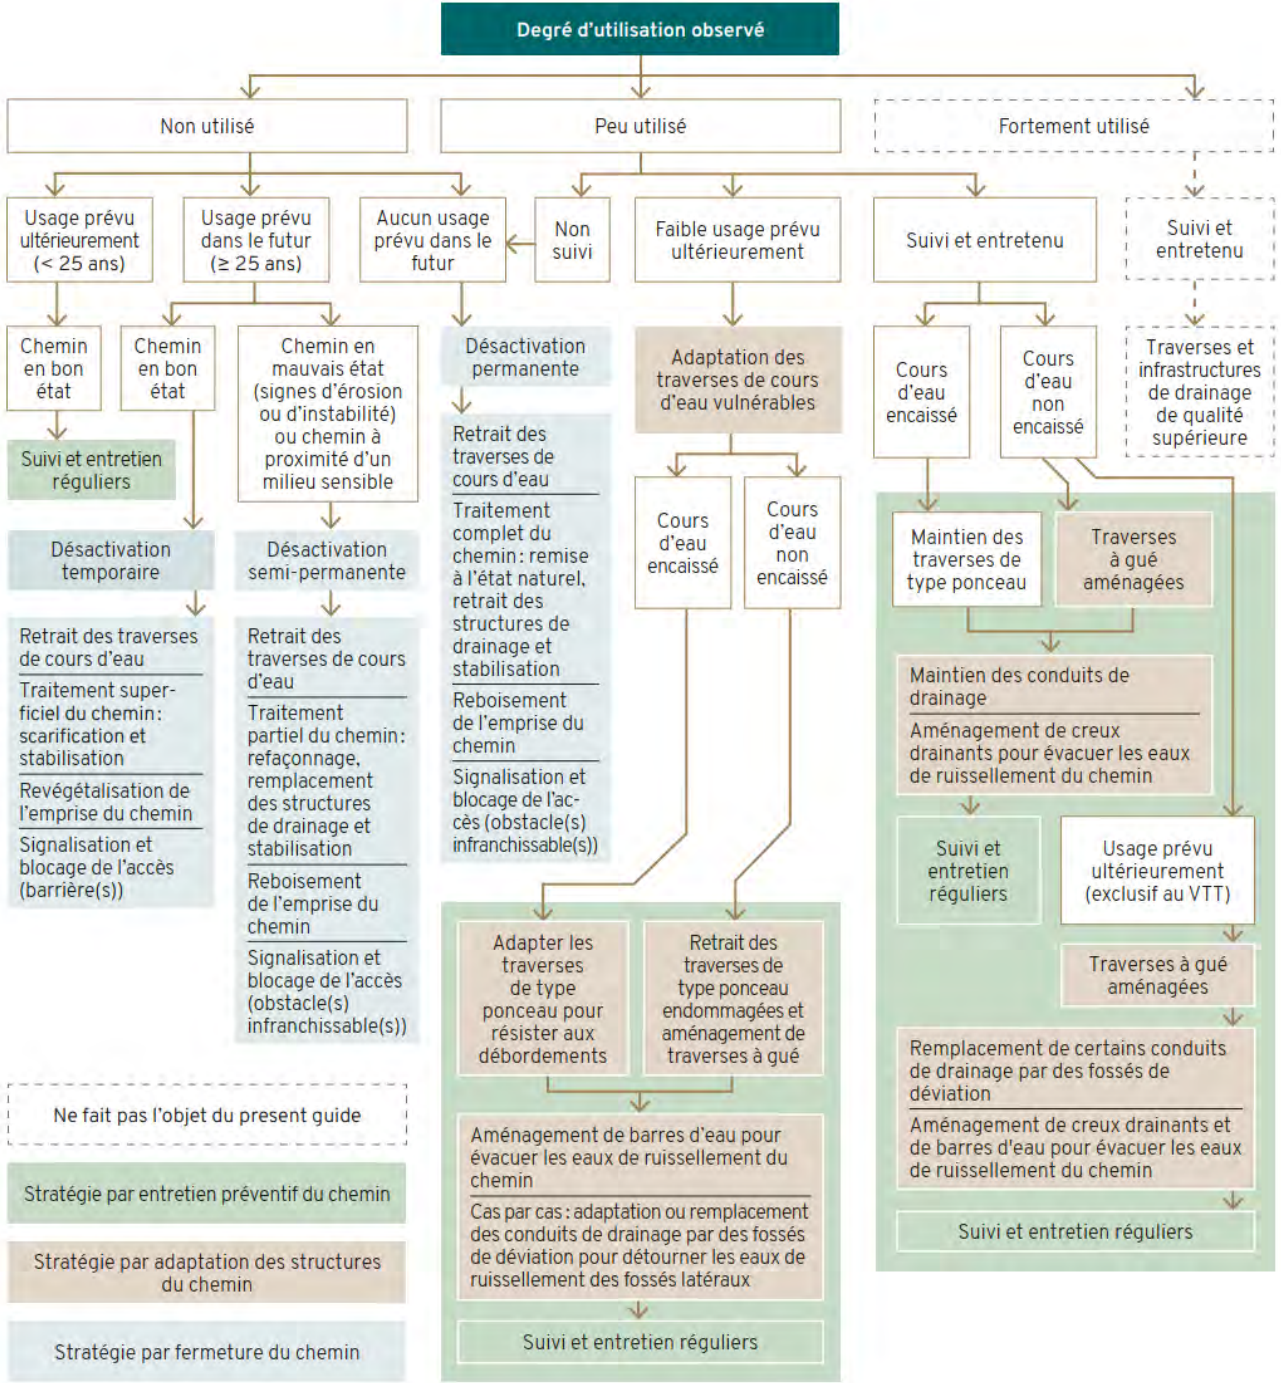 Degré d'utilisation observé
Non utilisé
Peu utilisé
Fortement utilisé
Usage prévu
ultérieurement
(< 25 ans)
Usage prévu
dans le futur
(≥ 25 ans)
Aucun usage
prévu dans le
futur
Non
suivi
Faible usage prévu
ultérieurement
Suivi et entretenu
Suivi et
entretenu
Chemin
en bon
état
Chemin
en bon
état
Chemin en
mauvais état
(signes d'érosion
ou d'instabilité)
ou chemin à
proximité d'un
milieu sensible
Désactivation
permanente
Adaptation des
traverses de cours
d'eau vulnérables
Cours
d'eau
encaissé
Cours
d'eau
non
encaissé
Traverses et
infrastructures
de drainage
de qualité
supérieure
Suivi et entretien
réguliers
Désactivation
temporaire
Désactivation
semi-permanente
Retrait des
traverses de
cours d'eau
Traitement
complet du
chemin : remise
à l'état naturel,
retrait des
structures de
drainage et
stabilisation
Reboisement
de l'emprise du
chemin
Signalisation et
blocage de l'ac-
cès (obstacle(s)
infranchissable(s))
Cours
d'eau
encaissé
Cours
d'eau
non
encaissé
Maintien des
traverses de
type ponceau
Traverses
à gué
aménagées
Retrait des traverses
de cours d'eau
Traitement super-
ficiel du chemin :
scarification et
stabilisation
Revégétalisation de
l'emprise du chemin
Signalisation et
blocage de l'accès
(barrière(s))
Retrait des
traverses de cours
d'eau
Traitement
partiel du chemin :
refaçonnage,
remplacement
des structures
de drainage et
stabilisation
Reboisement
de l'emprise du
chemin
Signalisation et
blocage de l'accès
(obstacle(s)
infranchissable(s))
Maintien des conduits de
drainage
Aménagement de creux
drainants pour évacuer les eaux
de ruissellement du chemin
Suivi et
entretien
réguliers
Usage prévu
ultérieurement
(exclusif au VTT)
Traverses à gué
aménagées
Adapter les
traverses
de type
ponceau pour
résister aux
débordements
Retrait des
traverses de
type ponceau
endommagées et
aménagement de
traverses à gué
Remplacement de certains conduits
de drainage par des fossés de
déviation
Aménagement de creux drainants et
de barres d'eau pour évacuer les eaux
de ruissellement du chemin
Suivi et entretien réguliers
Aménagement de barres d'eau pour
évacuer les eaux de ruissellement du
chemin
Cas par cas : adaptation ou remplacement
des conduits de drainage par des fossés
de déviation pour détourner les eaux de
ruissellement des fossés latéraux
Suivi et entretien réguliers
Ne fait pas l'objet du present guide
Stratégie par entretien préventif du chemin
Stratégie par adaptation des structures
du chemin
Stratégie par fermeture du chemin